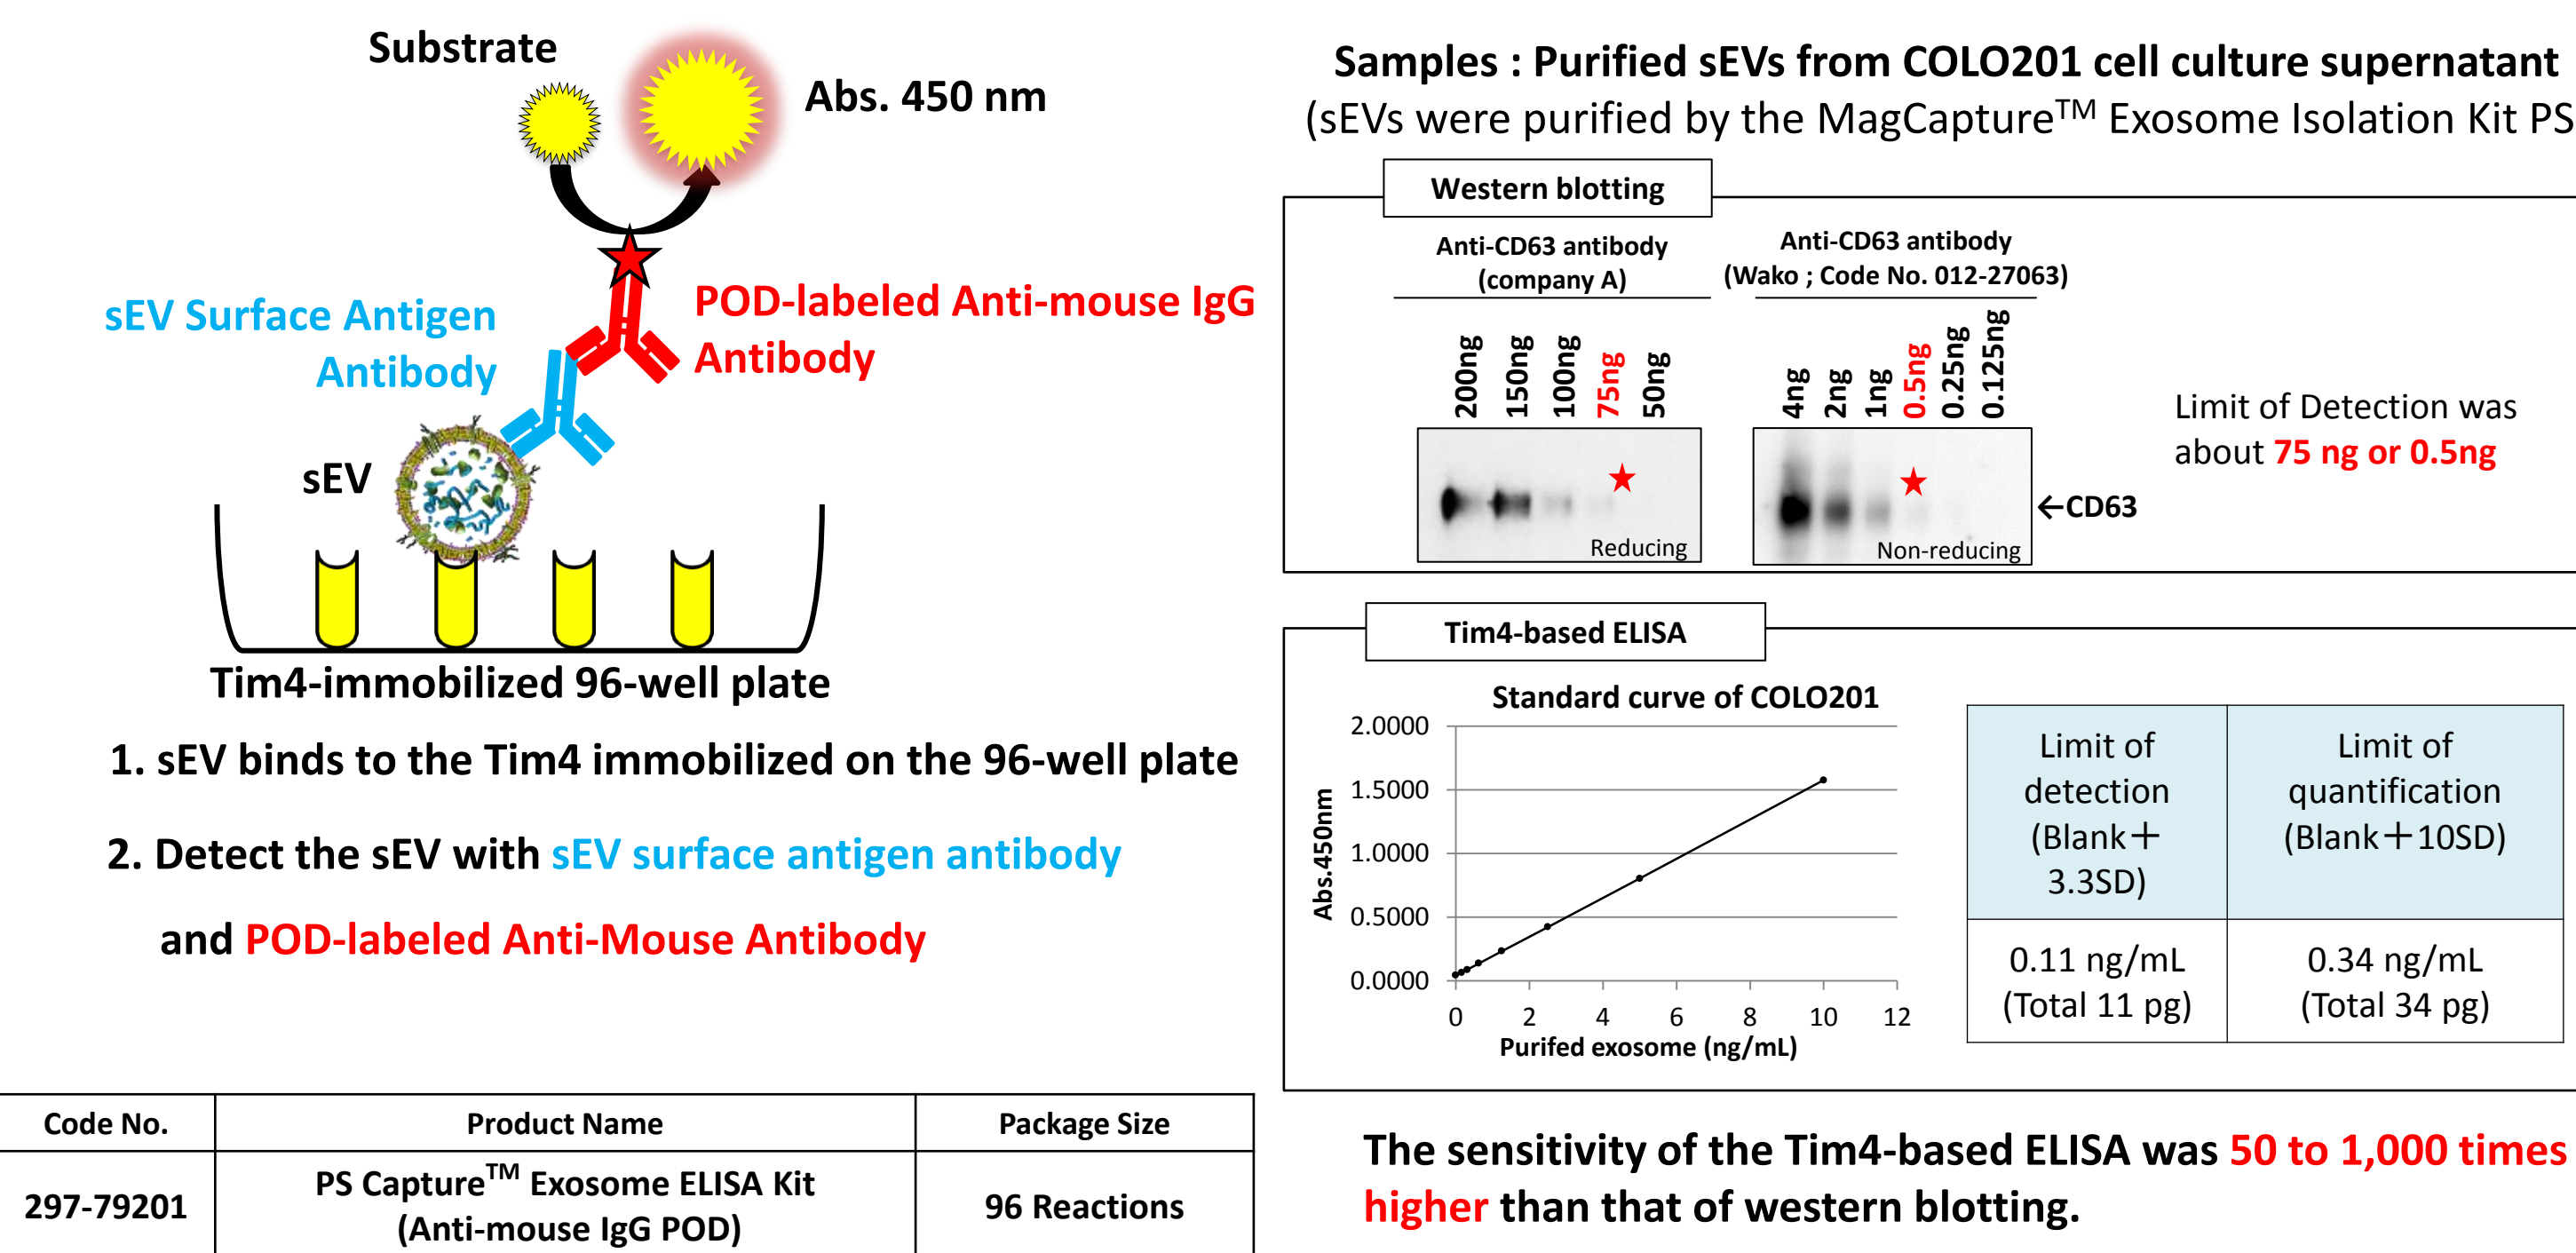 Substrate
Abs. 450 nm
sEV Surface Antigen
Antibody
POD-labeled Anti-mouse IgG
Antibody
sEV
Tim4-immobilized 96-well plate
1. sEV binds to the Tim4 immobilized on the 96-well plate
2. Detect the sEV with sEV surface antigen antibody
and POD-labeled Anti-Mouse Antibody
Code No.
Product Name
Package Size
297-79201
PS Capture™ Exosome ELISA Kit
(Anti-mouse IgG POD)
96 Reactions
Samples : Purified sEVs from COLO201 cell culture supernatant
(sEVs were purified by the MagCapture™ Exosome Isolation Kit PS
Western blotting
Anti-CD63 antibody
(company A)
200ng
150ng
100ng
75ng
50ng
Reducing
Anti-CD63 antibody
(Wako ; Code No. 012-27063)
4ng
2ng
1ng
0.5ng
0.25ng
0.125ng
Non-reducing
←CD63
Limit of Detection was
about 75 ng or 0.5ng
Tim4-based ELISA
Standard curve of COLO201
Abs.450nm
2.0000
1.5000
1.0000
0.5000
0.0000
0 2 4 6 8 10 12
Purifed exosome (ng/mL)
Limit of
detection
(Blank＋
3.3SD)
Limit of
quantification
(Blank＋10SD)
0.11 ng/mL
(Total 11 pg)
0.34 ng/mL
(Total 34 pg)
The sensitivity of the Tim4-based ELISA was 50 to 1,000 times
higher than that of western blotting.